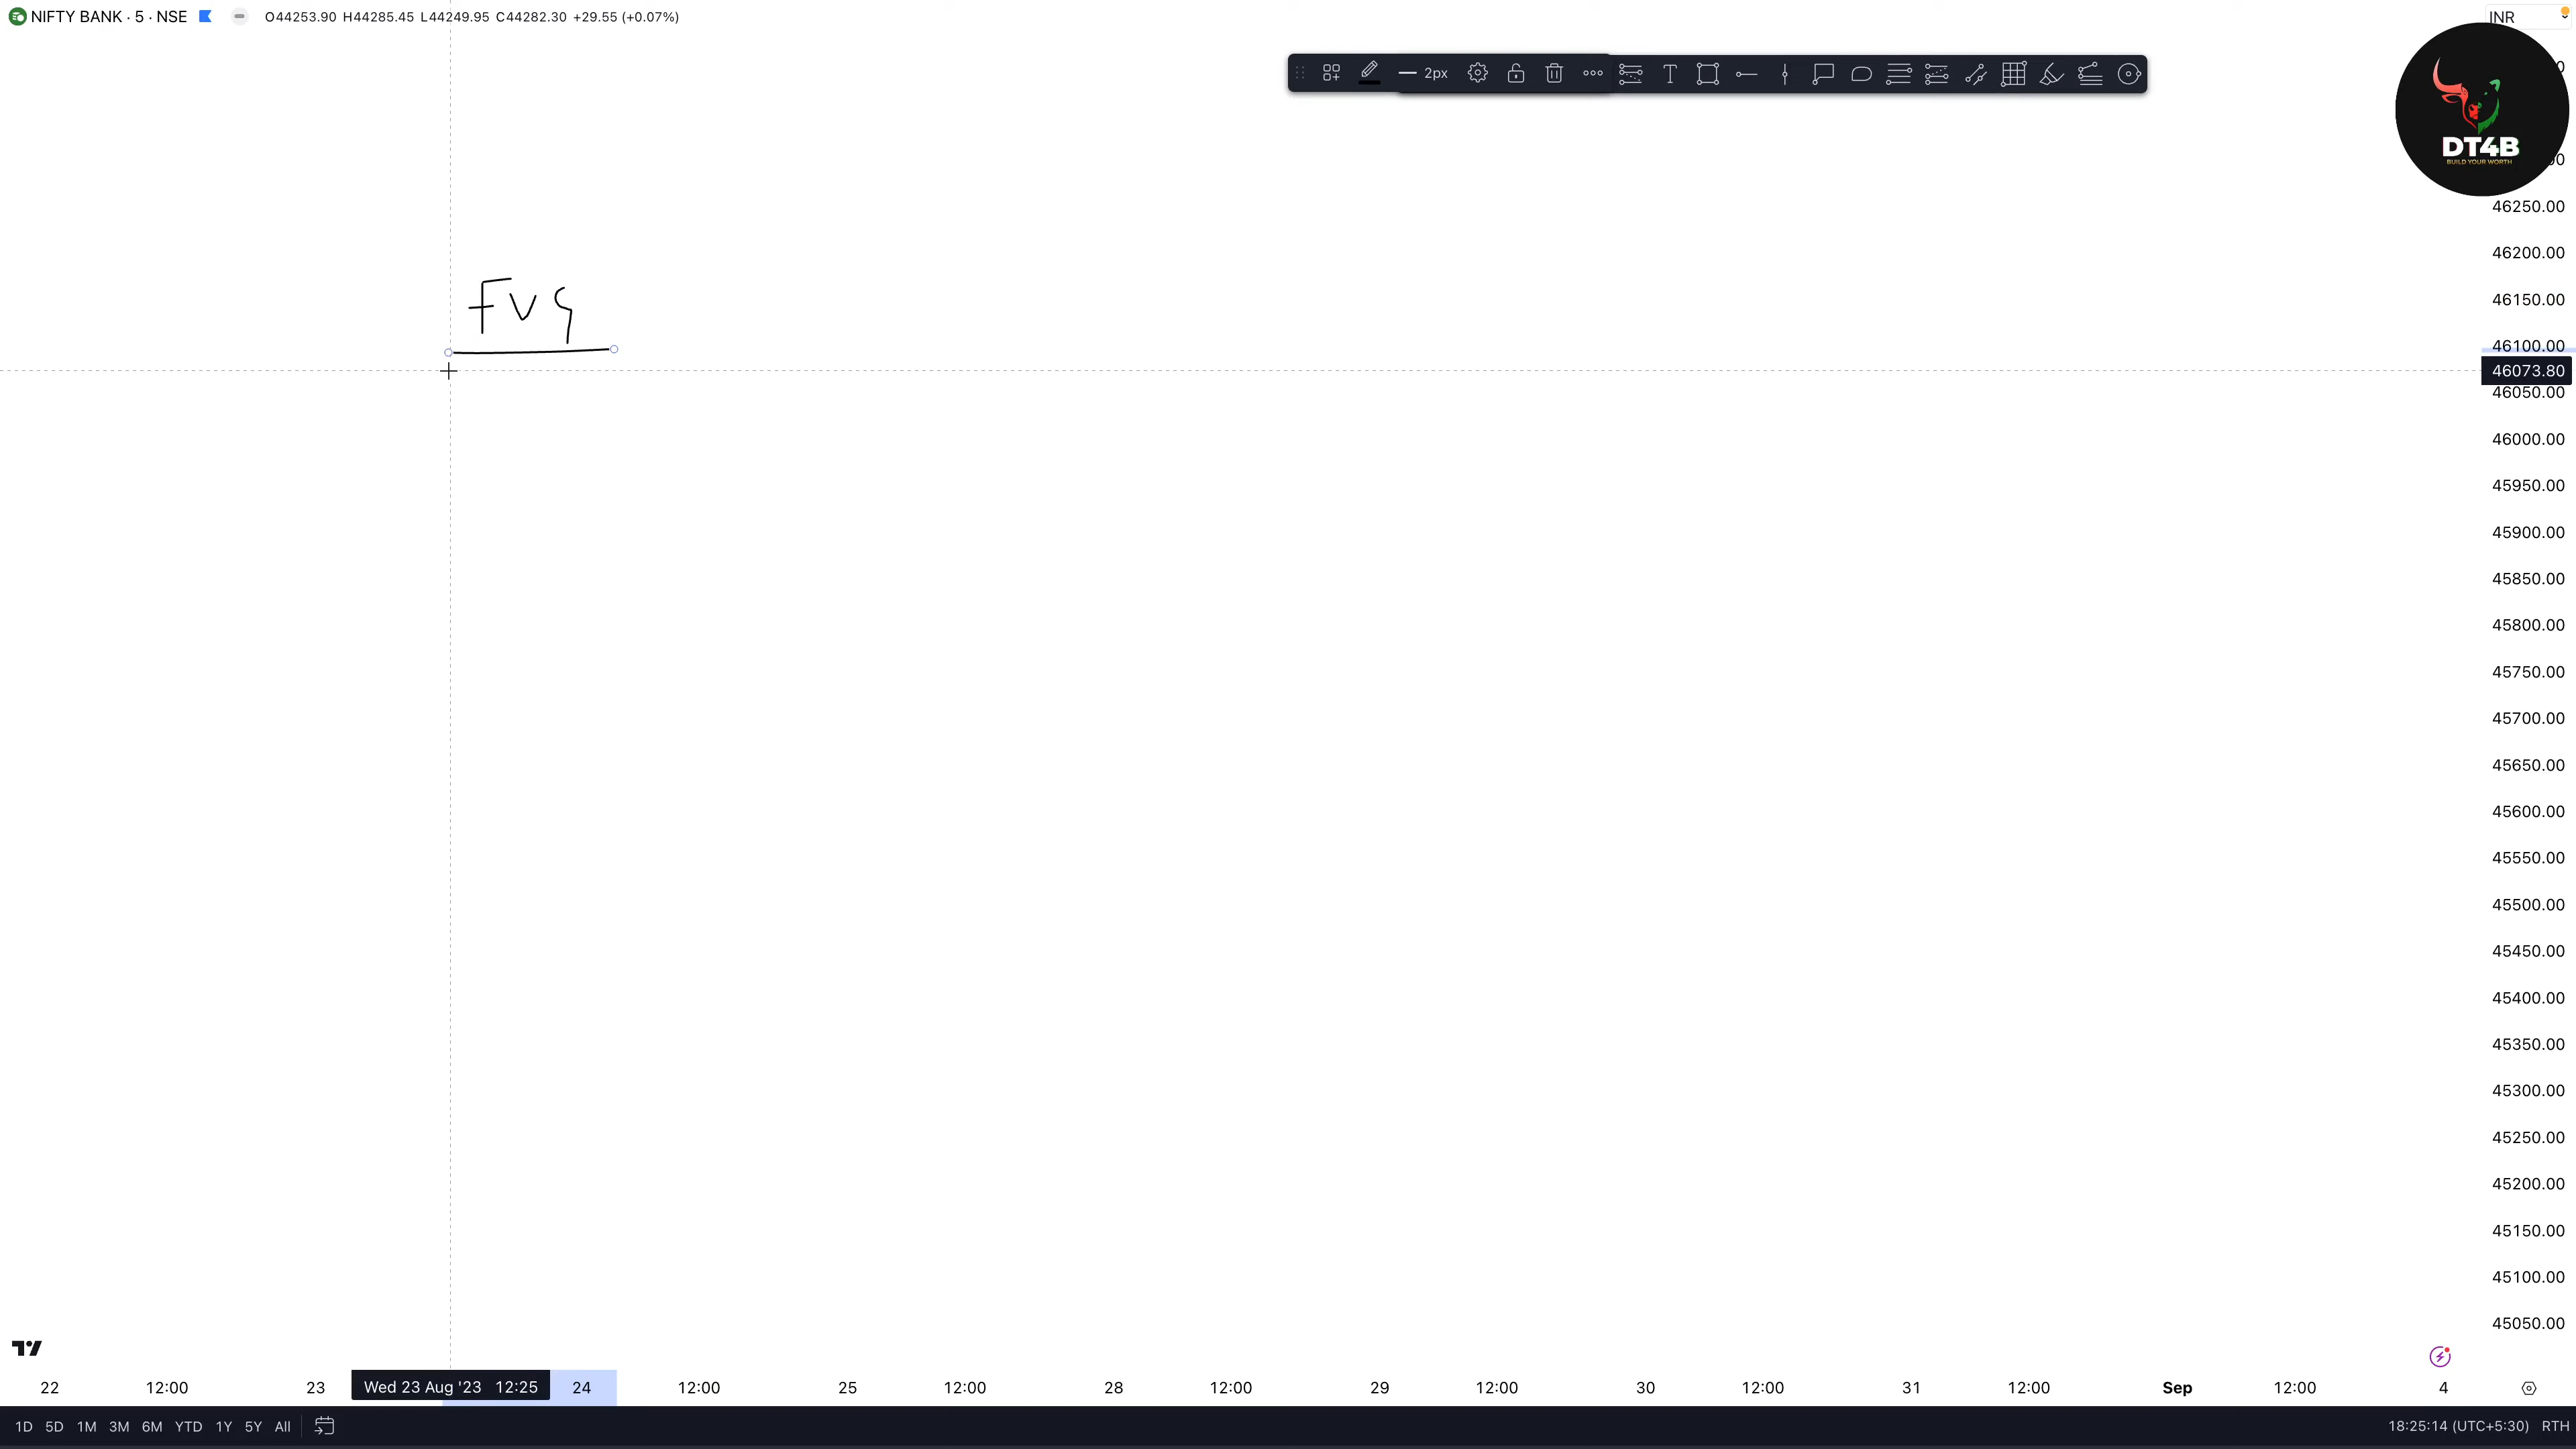 NIFTY BANK · 5 · NSE O44253.90 H44285.45 L44249.95 C44282.30 +29.55 (+0.07%)
INR
2px
T
DT4B
BUILD YOUR WORTH
46250.00
46200.00
FVG
46150.00
46100.00
46073.80
46050.00
46000.00
45950.00
45900.00
45850.00
45800.00
45750.00
45700.00
45650.00
45600.00
45550.00
45500.00
45450.00
45400.00
45350.00
45300.00
45250.00
45200.00
45150.00
45100.00
45050.00
22 12:00 23 Wed 23 Aug '23 12:25 24 12:00 25 12:00 28 12:00 29 12:00 30 12:00 31 12:00 Sep 12:00 4
1D 5D 1M 3M 6M YTD 1Y 5Y All 18:25:14 (UTC+5:30) RTH